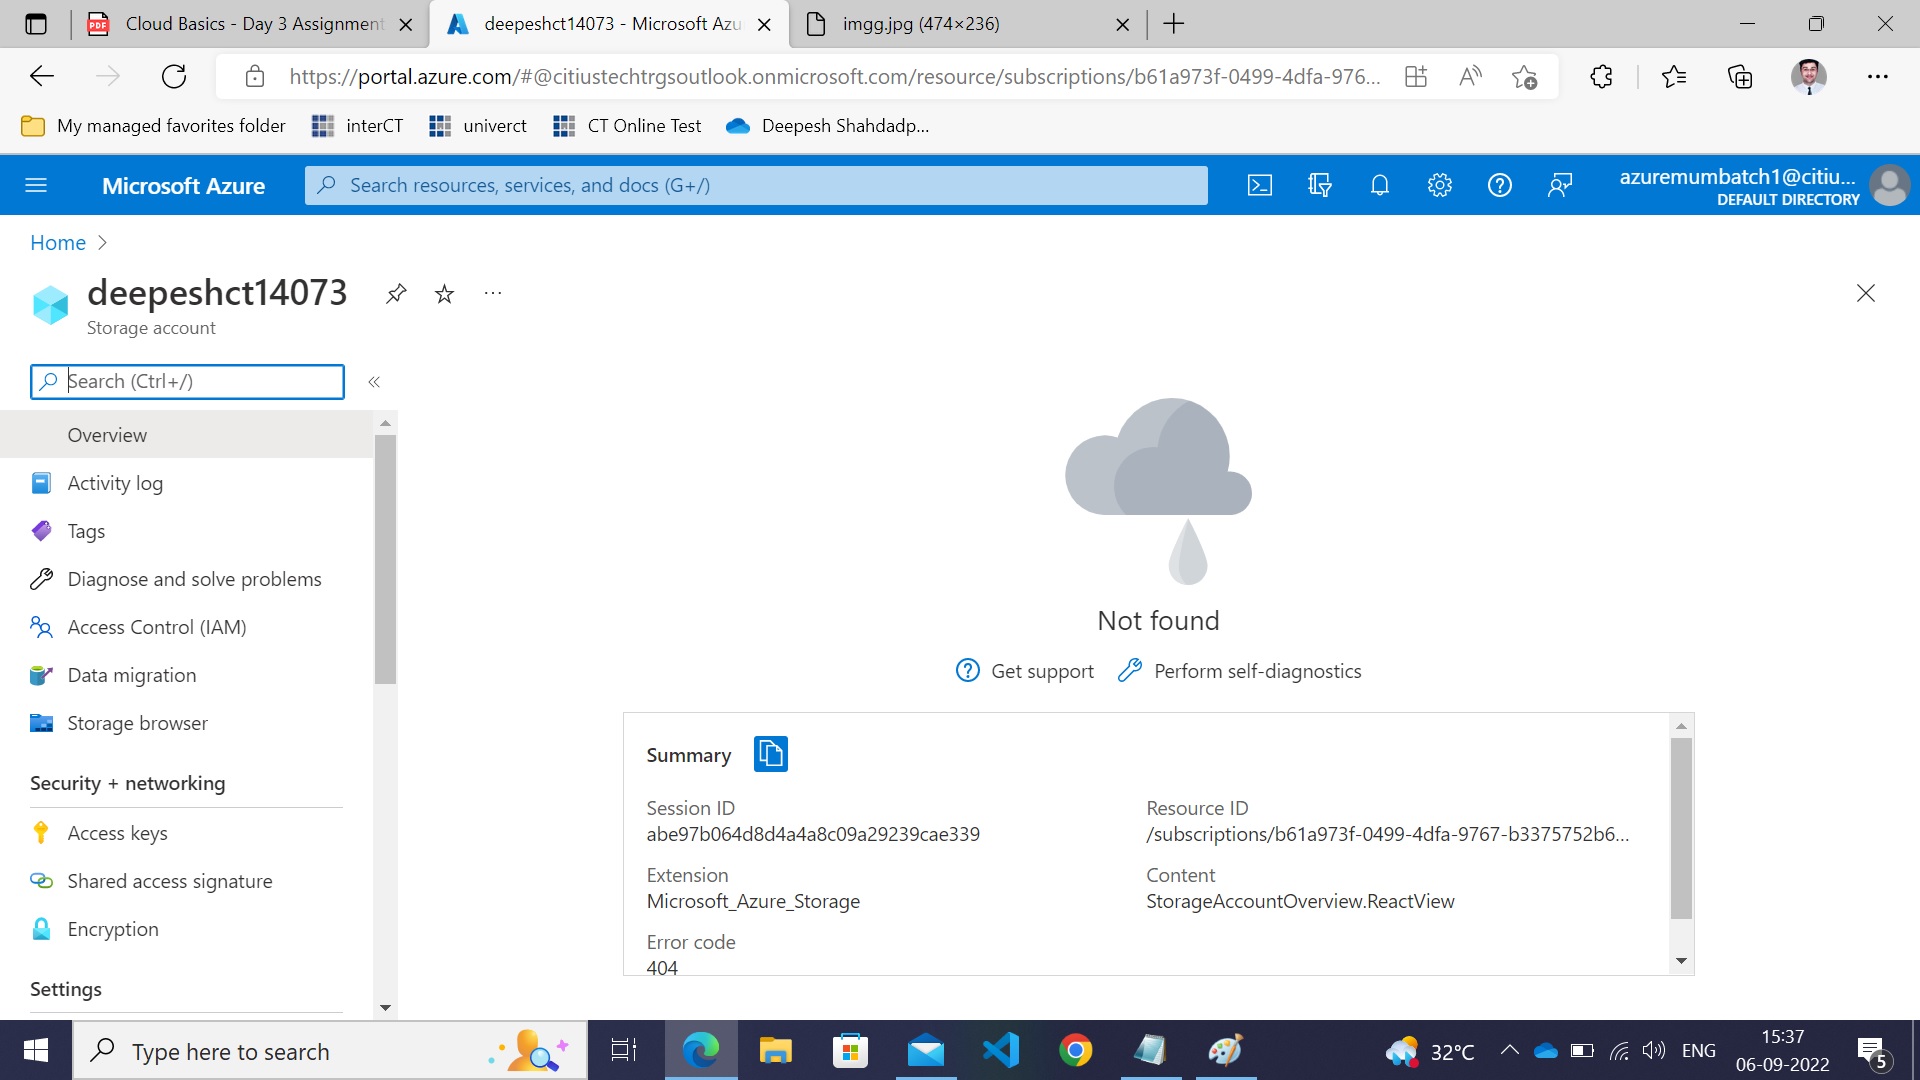 Cloud Basics - Day 3 Assignment
deepeshct14073 - Microsoft Azu
imgg.jpg (474×236)
https://portal.azure.com/#@citiustechtrgsoutlook.onmicrosoft.com/resource/subscriptions/b61a973f-0499-4dfa-976...
My managed favorites folder
interCT
univerct
CT Online Test
Deepesh Shahdadp...
Microsoft Azure
Search resources, services, and docs (G+/)
azuremumbatch1@citiu...
DEFAULT DIRECTORY
Home
deepeshct14073
Storage account
Search (Ctrl+/)
Overview
Activity log
Tags
Diagnose and solve problems
Access Control (IAM)
Data migration
Storage browser
Security + networking
Access keys
Shared access signature
Encryption
Settings
Not found
Get support
Perform self-diagnostics
Summary
Session ID
abe97b064d8d4a4a8c09a29239cae339
Resource ID
/subscriptions/b61a973f-0499-4dfa-9767-b3375752b6...
Extension
Microsoft_Azure_Storage
Content
StorageAccountOverview.ReactView
Error code
404
Type here to search
32°C
ENG
15:37
06-09-2022
5